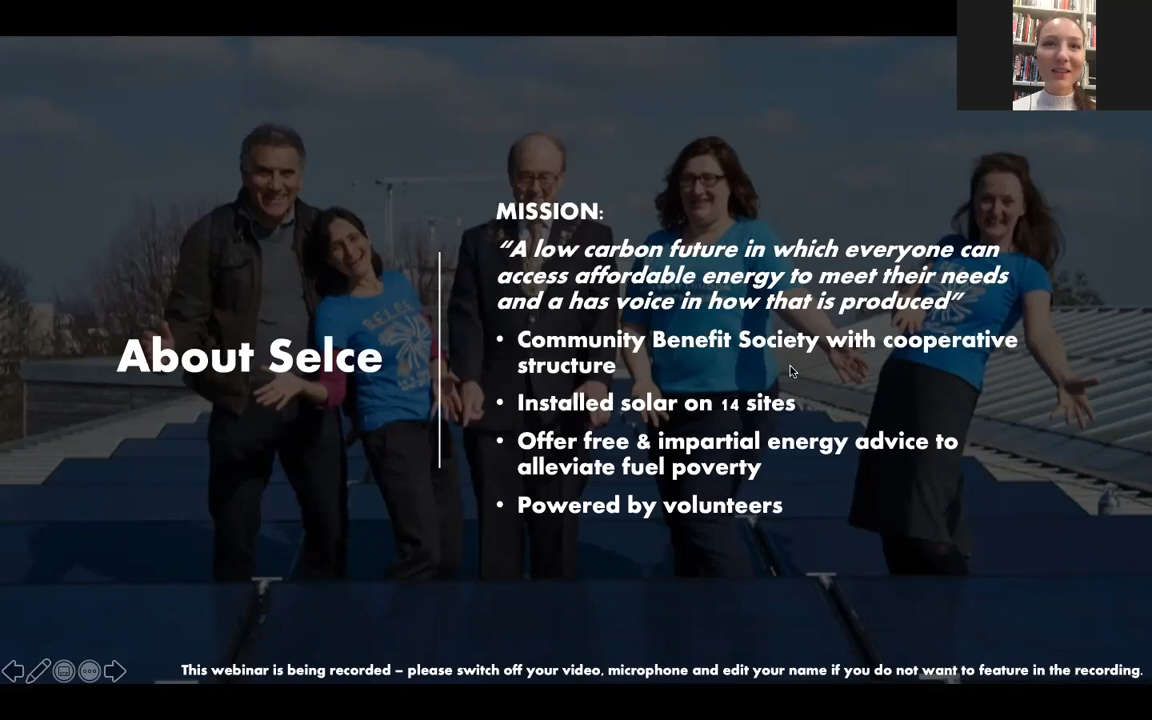 About Selce
MISSION:
“A low carbon future in which everyone can
access affordable energy to meet their needs
and a has voice in how that is produced”
• Community Benefit Society with cooperative
structure
• Installed solar on 14 sites
• Offer free & impartial energy advice to
alleviate fuel poverty
• Powered by volunteers
This webinar is being recorded – please switch off your video, microphone and edit your name if you do not want to feature in the recording.